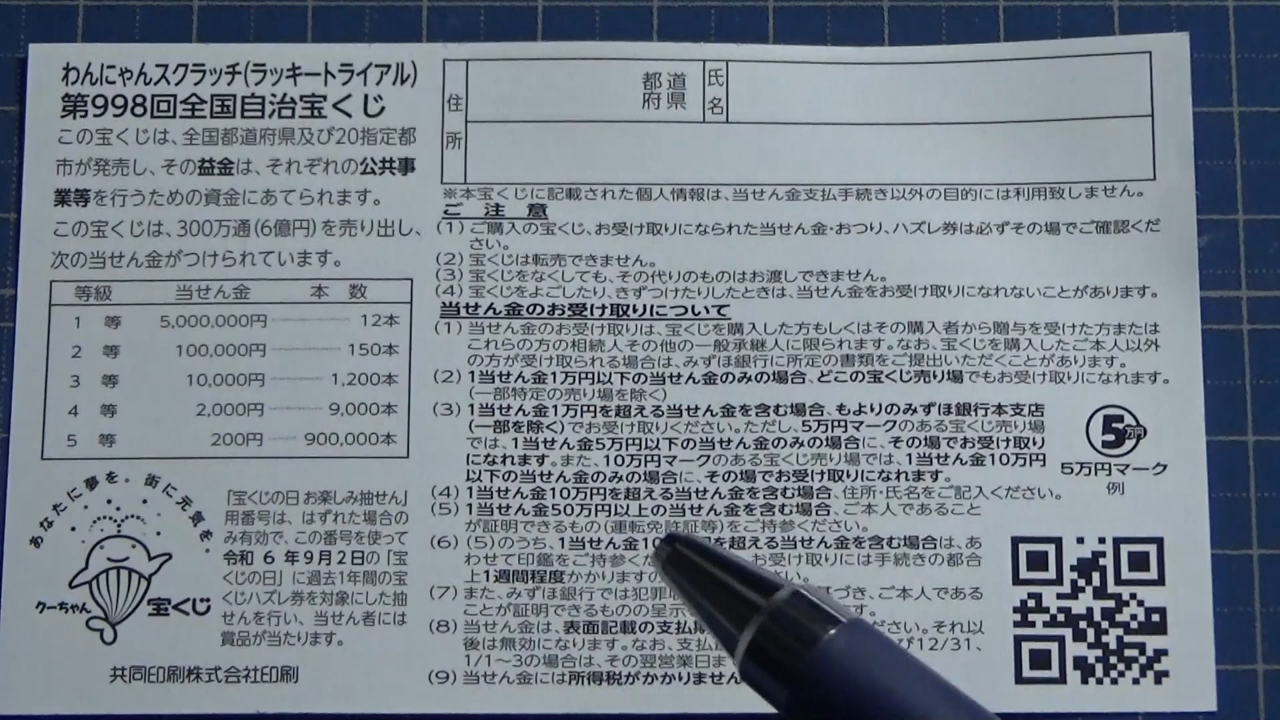 わんにゃんスクラッチ(ラッキートライアル)
第998回全国自治宝くじ
この宝くじは、全国都道府県及び20指定都
市が発売し、その益金は、それぞれの公共事
業等を行うための資金にあてられます。
この宝くじは、300万通(6億円)を売り出し、
次の当せん金がつけられています。
等級 当せん金 本 数
1 等 5,000,000円 12本
2 等 100,000円 150本
3 等 10,000円 1,200本
4 等 2,000円 9,000本
5 等 200円 900,000本
あなたに夢を。街に元気を。
クーちゃん 宝くじ
「宝くじの日 お楽しみ抽せん」
用番号は、はずれた場合の
み有効で、この番号を使って
令和 6 年9月2日の「宝
くじの日」に過去1年間の宝
くじハズレ券を対象にした抽
せんを行い、当せん者には
賞品が当たります。
共同印刷株式会社印刷
住所
都道府県
氏名
※本宝くじに記載された個人情報は、当せん金支払手続き以外の目的には利用致しません。
ご 注 意
(1) ご購入の宝くじ、お受け取りになられた当せん金・おつり、ハズレ券は必ずその場でご確認くだ
さい。
(2) 宝くじは転売できません。
(3) 宝くじをなくしても、その代りのものはお渡しできません。
(4) 宝くじをよごしたり、きずつけたりしたときは、当せん金をお受け取りになれないことがあります。
当せん金のお受け取りについて
(1) 当せん金のお受け取りは、宝くじを購入した方もしくはその購入者から贈与を受けた方または
これらの方の相続人その他の一般承継人に限られます。なお、宝くじを購入したご本人以外
の方が受け取られる場合は、みずほ銀行に所定の書類をご提出いただくことがあります。
(2) 1当せん金1万円以下の当せん金のみの場合、どこの宝くじ売り場でもお受け取りになれます。
(一部特定の売り場を除く)
(3) 1当せん金1万円を超える当せん金を含む場合、もよりのみずほ銀行本支店
(一部を除く)でお受け取りください。ただし、5万円マークのある宝くじ売り場
では、1当せん金5万円以下の当せん金のみの場合に、その場でお受け取り
になれます。また、10万円マークのある宝くじ売り場では、1当せん金10万円
以下の当せん金のみの場合に、その場でお受け取りになれます。
5万円
5万円マーク
例
(4) 1当せん金10万円を超える当せん金を含む場合、住所・氏名をご記入ください。
(5) 1当せん金50万円以上の当せん金を含む場合、ご本人であること
が証明できるもの(運転免許証等)をご持参ください。
(6) (5)のうち、1当せん金10 円を超える当せん金を含む場合は、あ
わせて印鑑をご持参くだ お受け取りには手続きの都合
上1週間程度かかりますの さい。
(7) また、みずほ銀行では犯罪収 基づき、ご本人である
ことが証明できるものの呈示 す。
(8) 当せん金は、表面記載の支払期 ださい。それ以
後は無効になります。なお、支払 び12/31、
1/1~3の場合は、その翌営業日ま
(9) 当せん金には所得税がかかりません